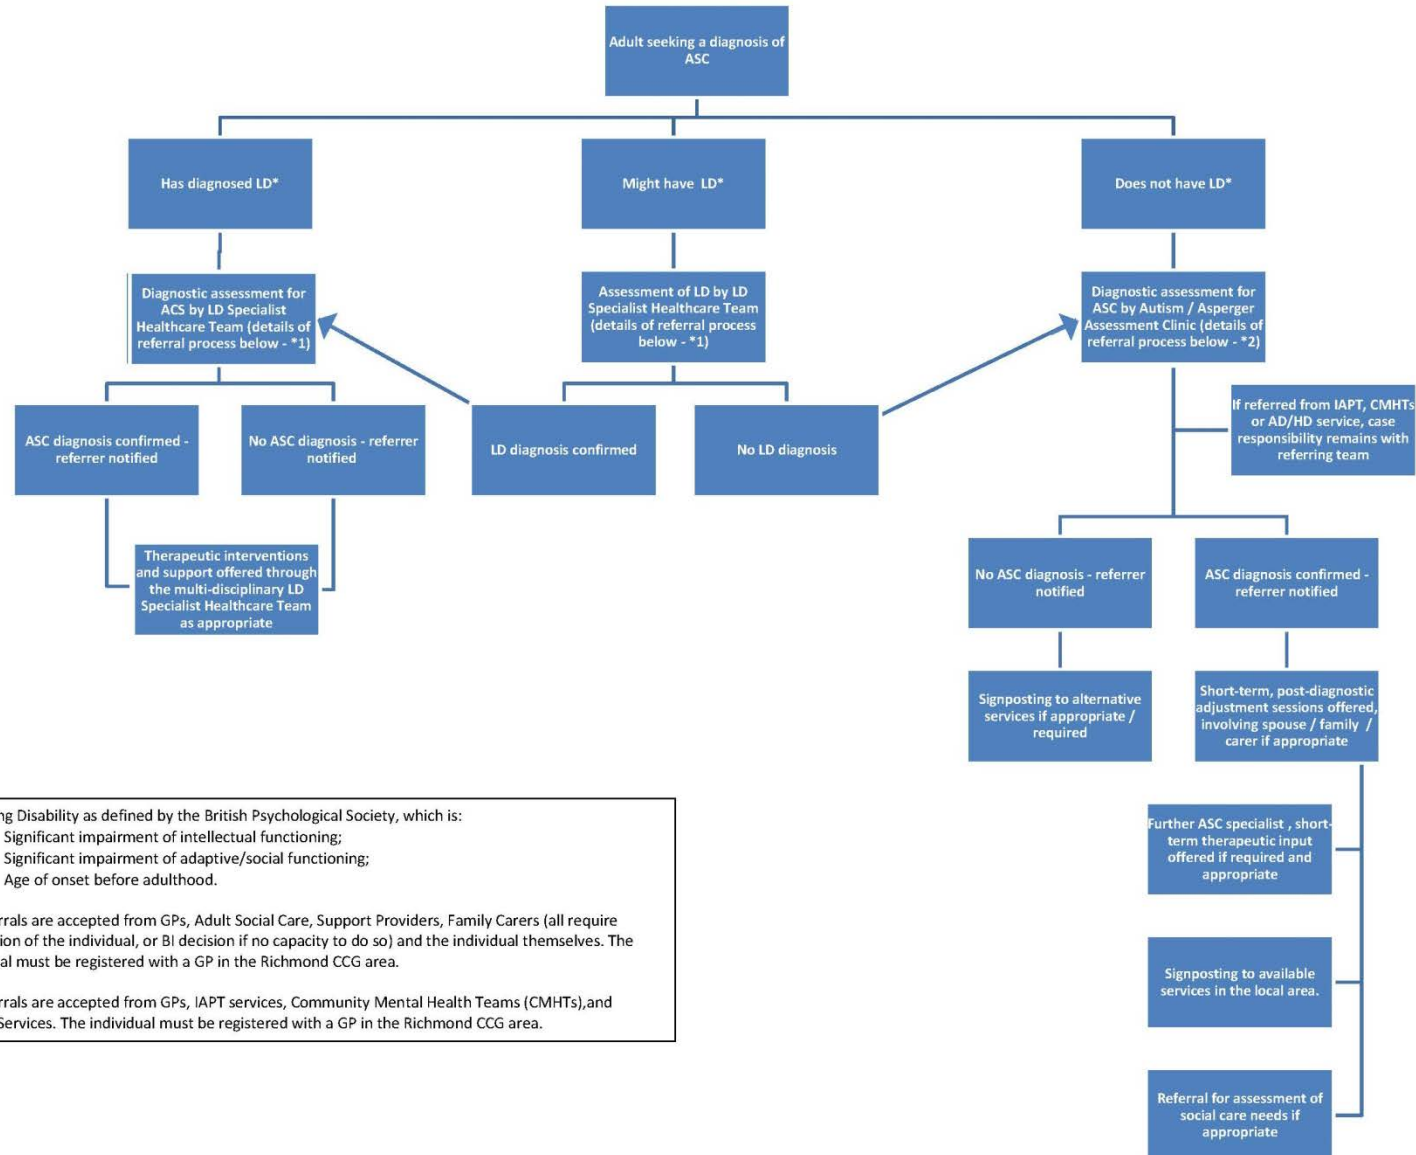 Adult seeking a diagnosis of
ASC
Has diagnosed LD*
Might have LD*
Does not have LD*
Diagnostic assessment for
ACS by LD Specialist
Healthcare Team (details of
referral process below - *1)
Assessment of LD by LD
Specialist Healthcare Team
(details of referral process
below - *1)
Diagnostic assessment for
ASC by Autism / Asperger
Assessment Clinic (details of
referral process below - *2)
ASC diagnosis confirmed -
referrer notified
No ASC diagnosis - referrer
notified
LD diagnosis confirmed
No LD diagnosis
If referred from IAPT, CMHTs
or AD/HD service, case
responsibility remains with
referring team
Therapeutic interventions
and support offered through
the multi-disciplinary LD
Specialist Healthcare Team
as appropriate
No ASC diagnosis - referrer
notified
ASC diagnosis confirmed -
referrer notified
Signposting to alternative
services if appropriate /
required
Short-term, post-diagnostic
adjustment sessions offered,
involving spouse / family /
carer if appropriate
Further ASC specialist , short-
term therapeutic input
offered if required and
appropriate
Signposting to available
services in the local area.
Referral for assessment of
social care needs if
appropriate
ng Disability as defined by the British Psychological Society, which is:
Significant impairment of intellectual functioning;
Significant impairment of adaptive/social functioning;
Age of onset before adulthood.
rrals are accepted from GPs, Adult Social Care, Support Providers, Family Carers (all require
ion of the individual, or BI decision if no capacity to do so) and the individual themselves. The
al must be registered with a GP in the Richmond CCG area.
rrals are accepted from GPs, IAPT services, Community Mental Health Teams (CMHTs),and
Services. The individual must be registered with a GP in the Richmond CCG area.